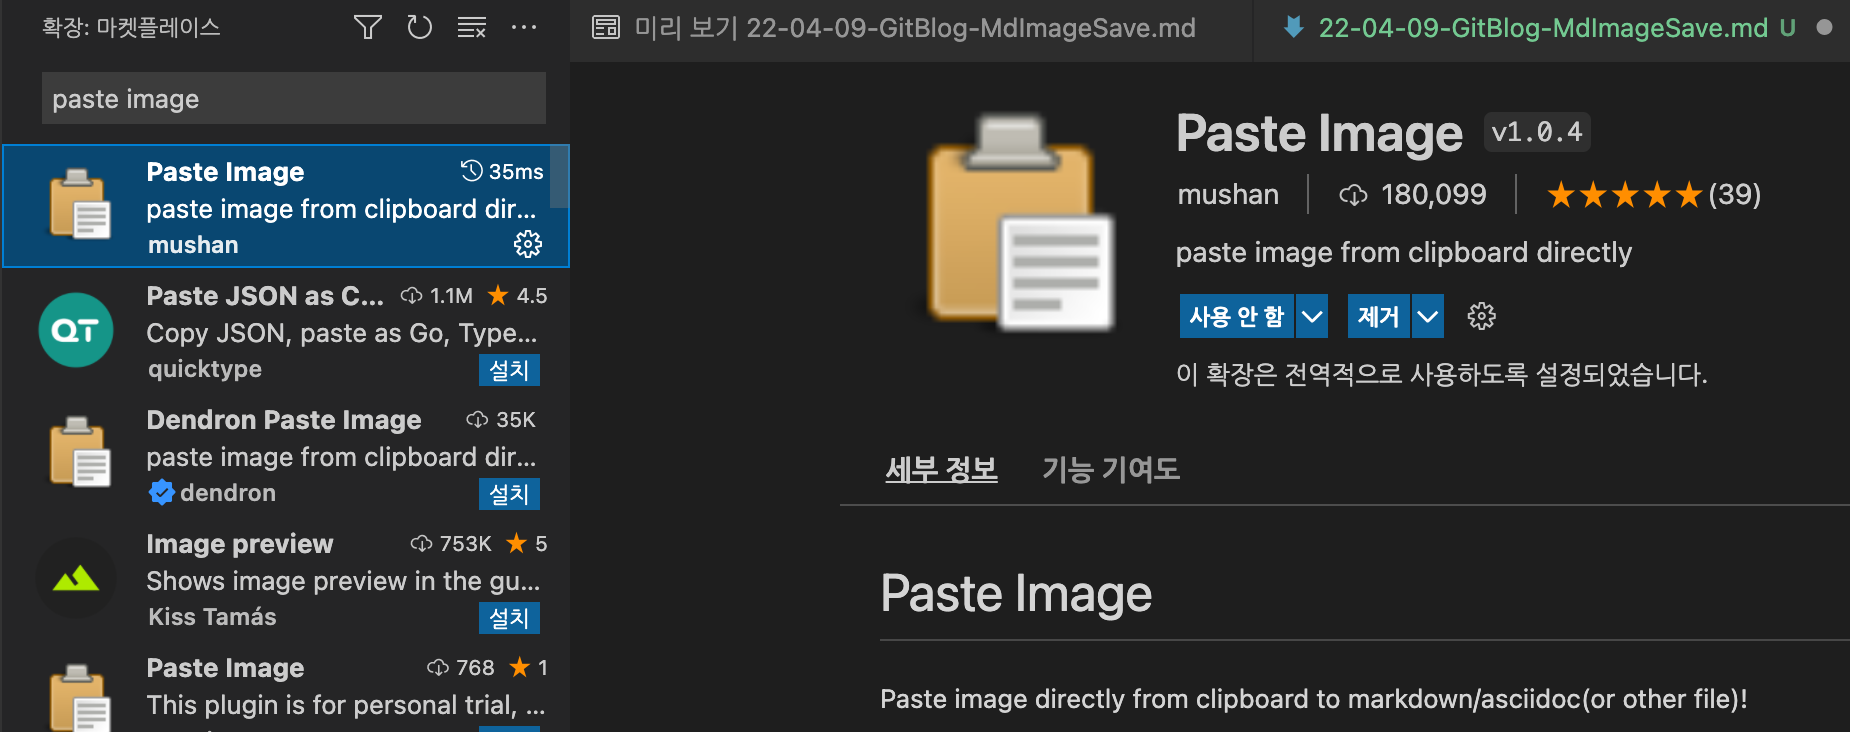 확장: 마켓플레이스
미리 보기 22-04-09-GitBlog-MdImageSave.md
22-04-09-GitBlog-MdImageSave.md U
paste image
Paste Image 35ms
paste image from clipboard dir...
mushan
Paste JSON as C... 1.1M 4.5
Copy JSON, paste as Go, Type...
QT
quicktype 설치
Dendron Paste Image 35K
paste image from clipboard dir...
dendron 설치
Image preview 753K 5
Shows image preview in the gu...
Kiss Tamás 설치
Paste Image 768 1
This plugin is for personal trial, ...
Paste Image v1.0.4
mushan 180,099 (39)
paste image from clipboard directly
사용 안 함 제거
이 확장은 전역적으로 사용하도록 설정되었습니다.
세부 정보 기능 기여도
Paste Image
Paste image directly from clipboard to markdown/asciidoc(or other file)!